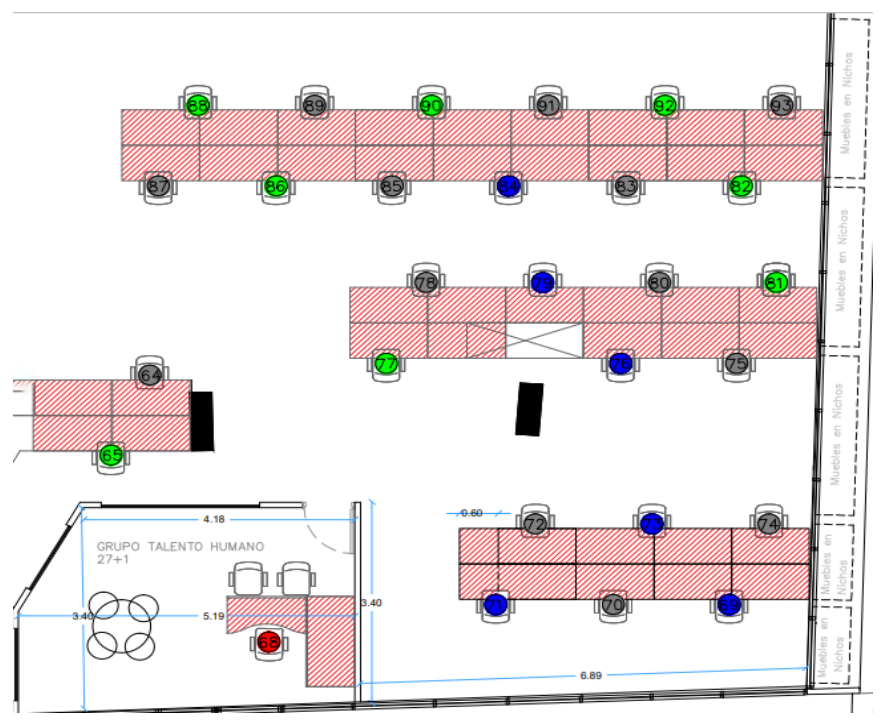 88 89 90 91 92 93
87 86 85 84 83 82
Muebles en Nichos
78 79 80 81
77 76 75
Muebles en Nichos
64
65
Muebles en Nichos
72 73 74
0.60
4.18
GRUPO TALENTO HUMANO
27+1
Muebles en
Nichos
71 70 69
3.40
5.19
3.40
68
Muebles en
Nichos
6.89